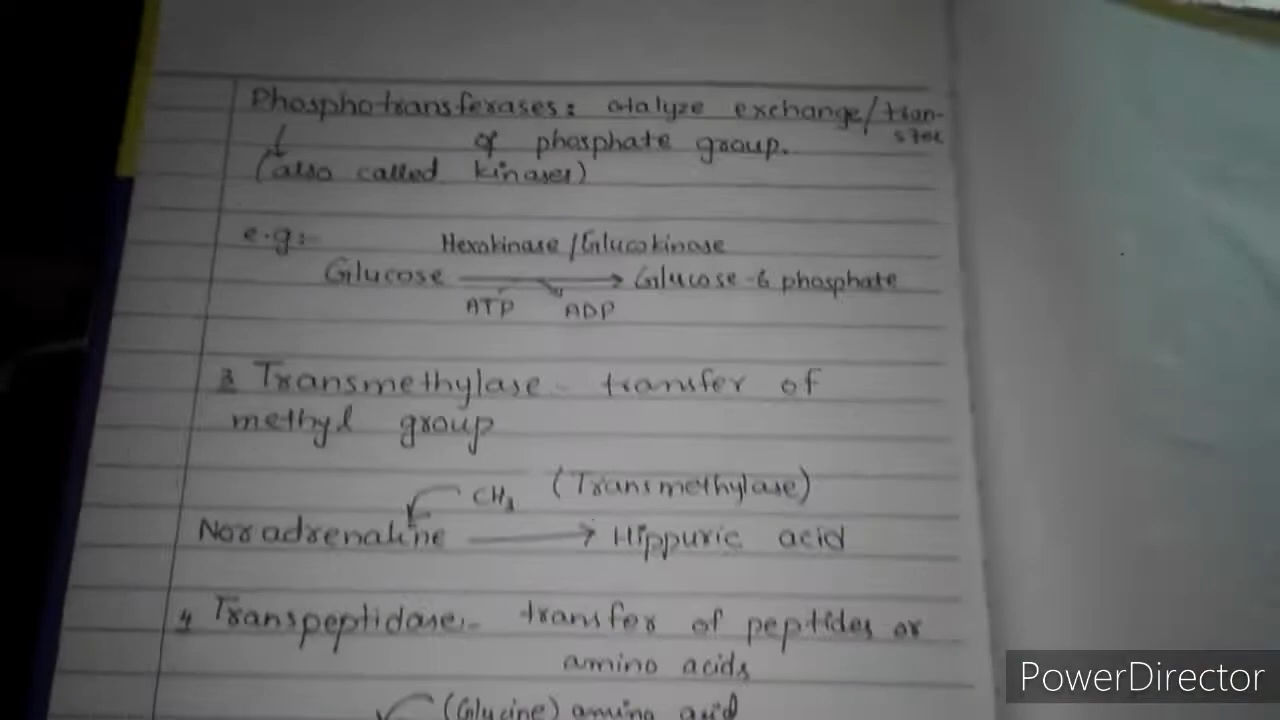 Phosphotransferases: atalyze exchange/tran-
sfer
of phosphate group.
(also called kinases)
e.g:-
Hexokinase/Glucokinase
Glucose → Glucose-6 phosphate
ATP ADP
3 Transmethylase - transfer of
methyl group
CH3 (Transmethylase)
Noradrenaline → Hippuric acid
4 Transpeptidase:- transfer of peptides or
amino acids
(Glycine) amino acid
PowerDirector